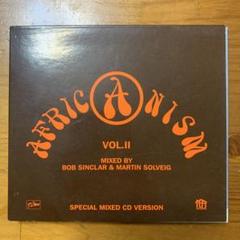 AFRICANISM
VOL.II
MIXED BY
BOB SINCLAR & MARTIN SOLVEIG
SPECIAL MIXED CD VERSION